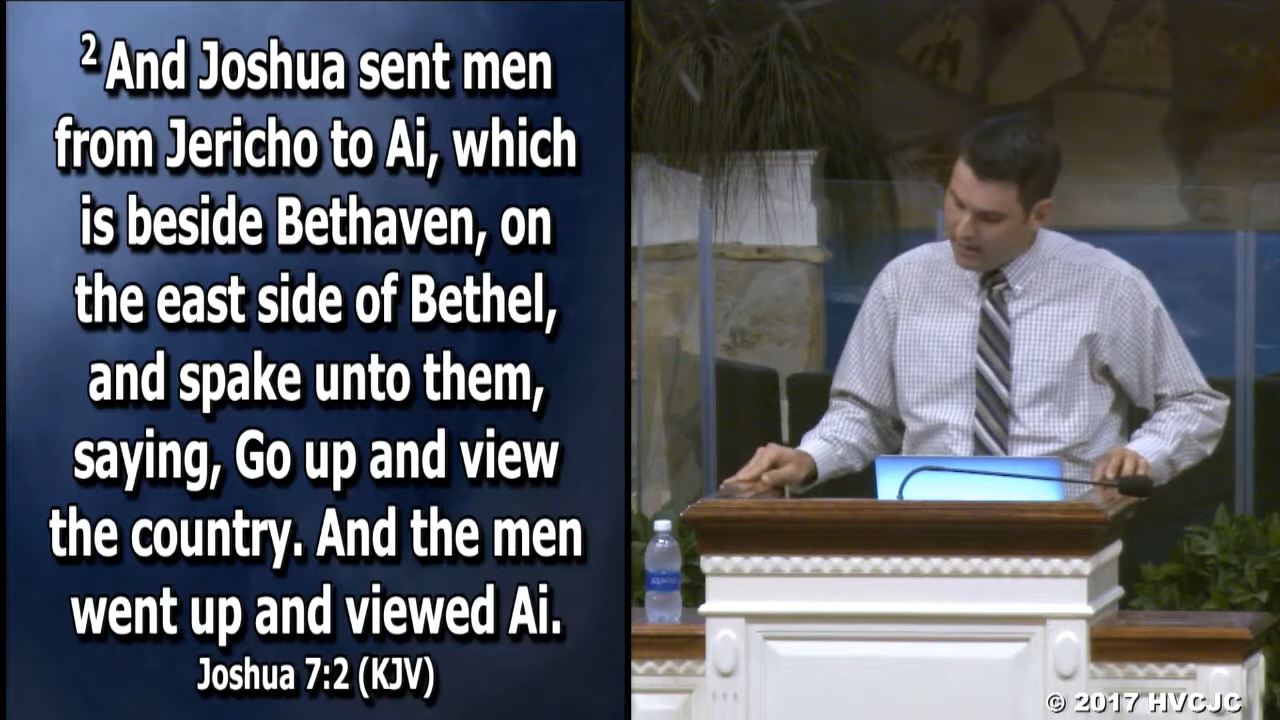 2 And Joshua sent men
from Jericho to Ai, which
is beside Bethaven, on
the east side of Bethel,
and spake unto them,
saying, Go up and view
the country. And the men
went up and viewed Ai.
Joshua 7:2 (KJV)
© 2017 HVCJC